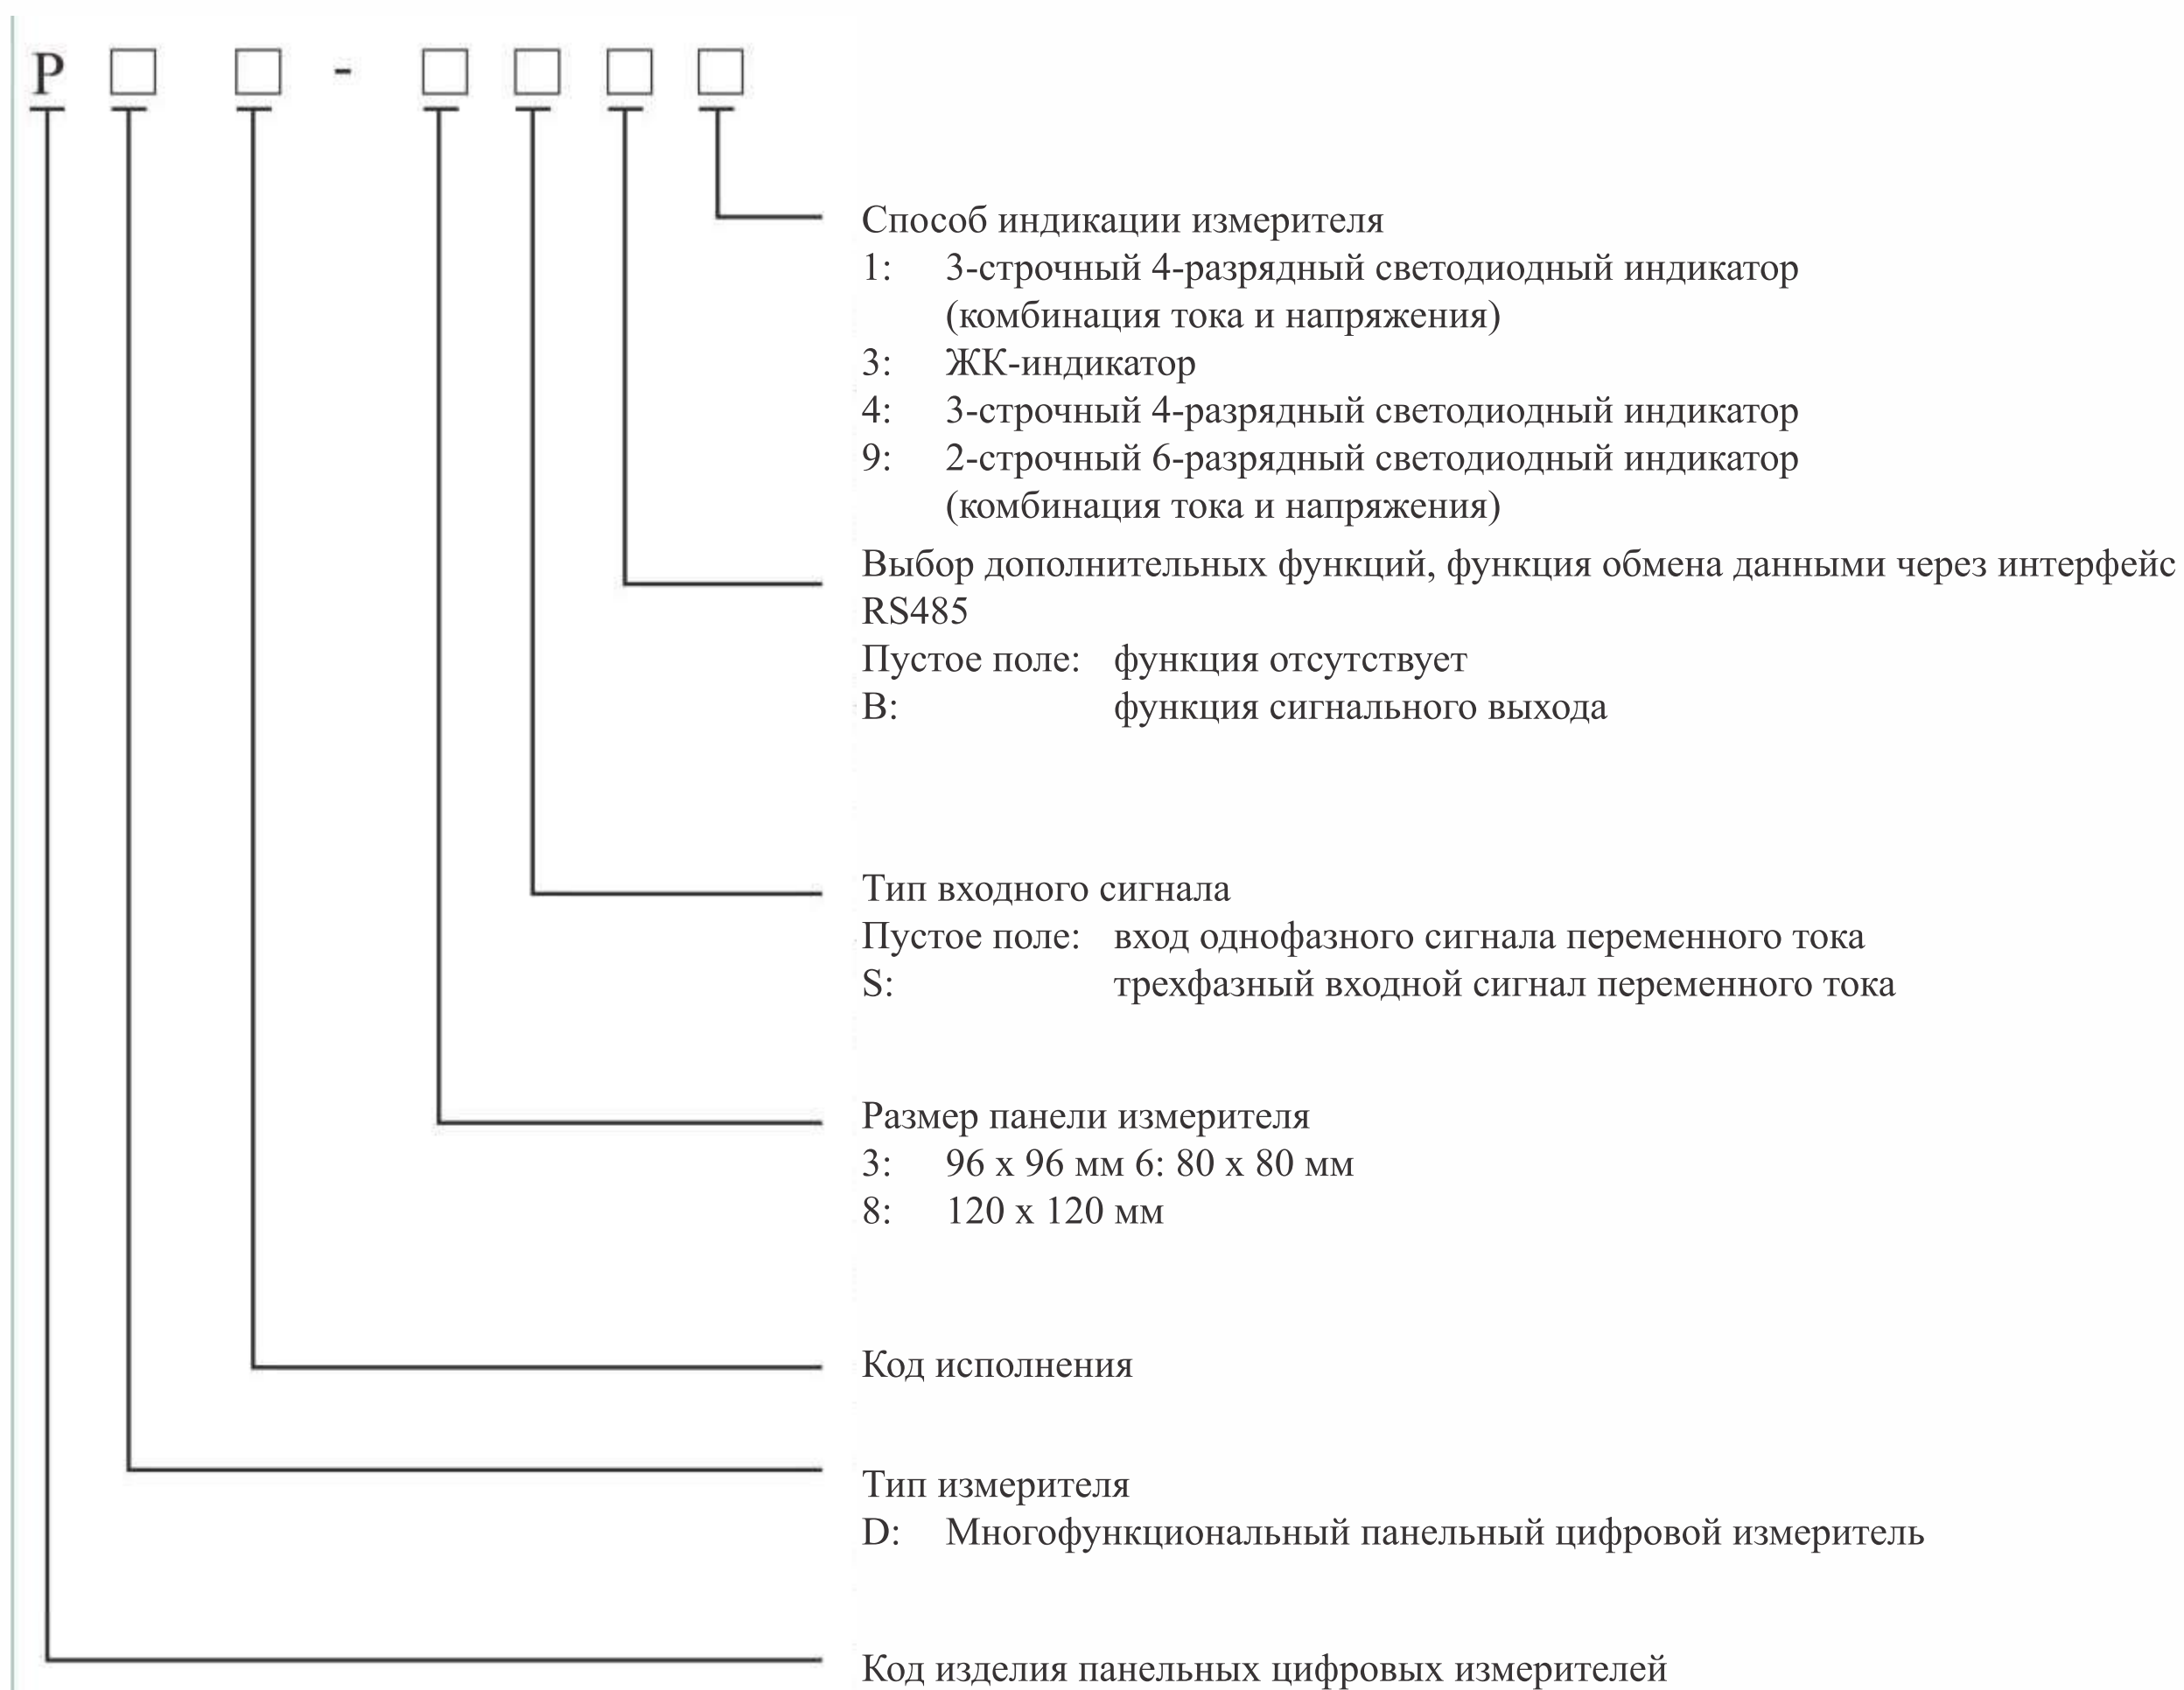 P □ □ - □ □ □ □
Способ индикации измерителя
1: 3-строчный 4-разрядный светодиодный индикатор
(комбинация тока и напряжения)
3: ЖК-индикатор
4: 3-строчный 4-разрядный светодиодный индикатор
9: 2-строчный 6-разрядный светодиодный индикатор
(комбинация тока и напряжения)
Выбор дополнительных функций, функция обмена данными через интерфейс
RS485
Пустое поле: функция отсутствует
B: функция сигнального выхода
Тип входного сигнала
Пустое поле: вход однофазного сигнала переменного тока
S: трехфазный входной сигнал переменного тока
Размер панели измерителя
3: 96 x 96 мм 6: 80 x 80 мм
8: 120 x 120 мм
Код исполнения
Тип измерителя
D: Многофункциональный панельный цифровой измеритель
Код изделия панельных цифровых измерителей